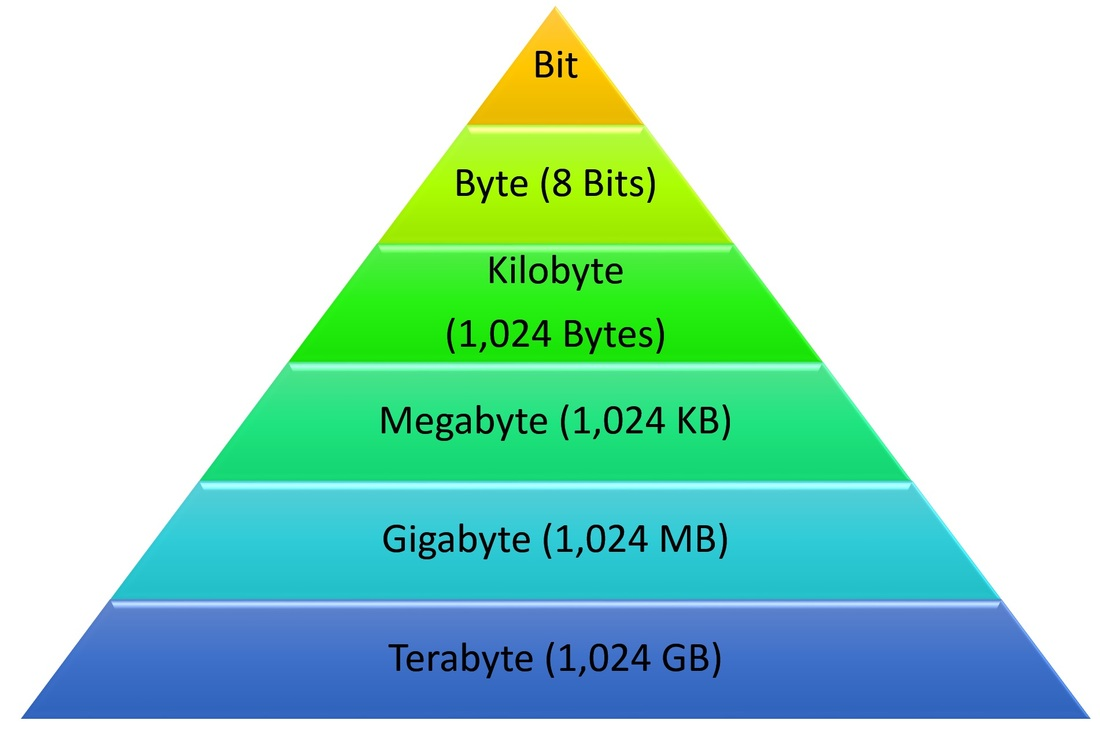 Bit
Byte (8 Bits)
Kilobyte
(1,024 Bytes)
Megabyte (1,024 KB)
Gigabyte (1,024 MB)
Terabyte (1,024 GB)